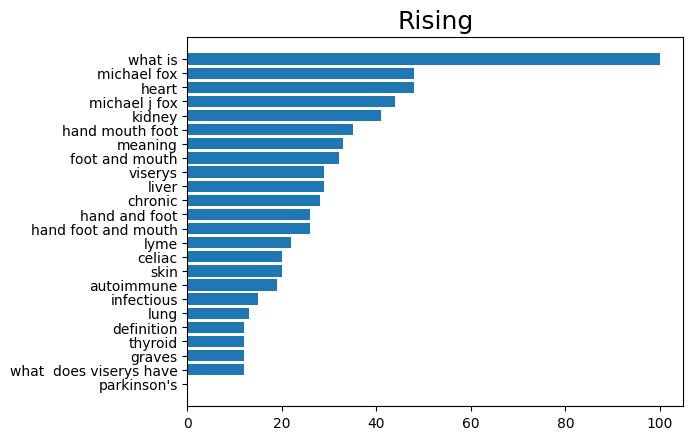 Rising
what is
michael fox
heart
michael j fox
kidney
hand mouth foot
meaning
foot and mouth
viserys
liver
chronic
hand and foot
hand foot and mouth
lyme
celiac
skin
autoimmune
infectious
lung
definition
thyroid
graves
what  does viserys have
parkinson's
0 20 40 60 80 100